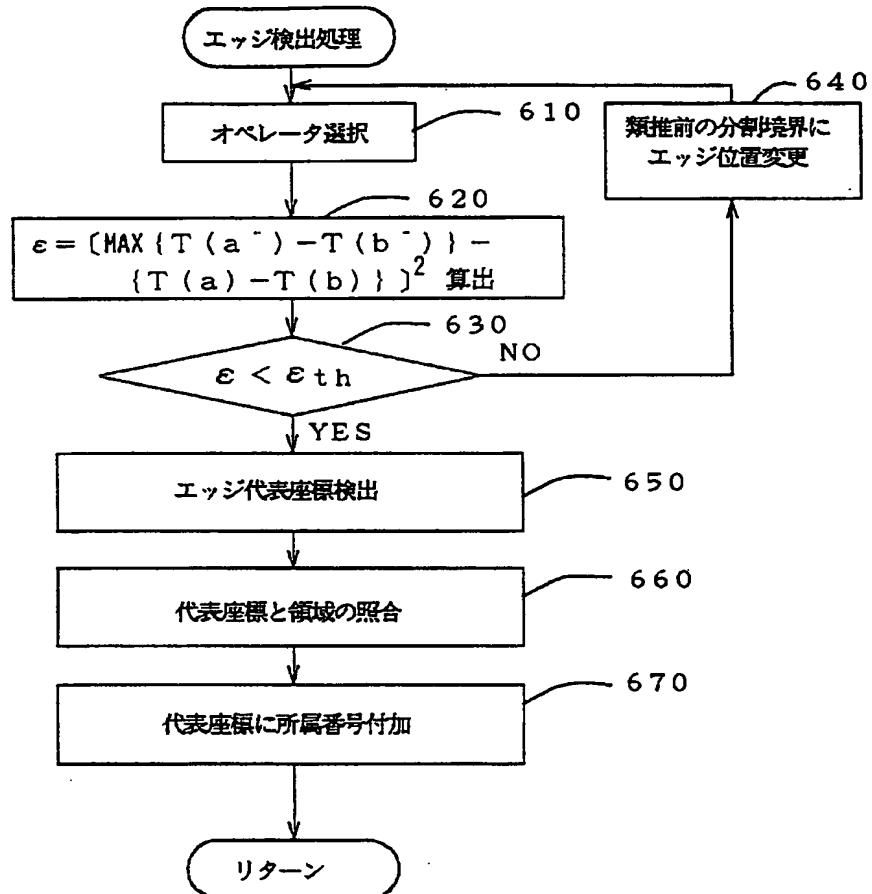 エッジ検出処理
640
610
オペレータ選択
類推前の分割境界に
エッジ位置変更
620
ε=〔MAX{T(a^-)-T(b^-)}-
{T(a)-T(b)}〕² 算出
630
NO
ε<εth
YES
エッジ代表座標検出
650
代表座標と領域の照合
660
代表座標に所属番号付加
670
リターン